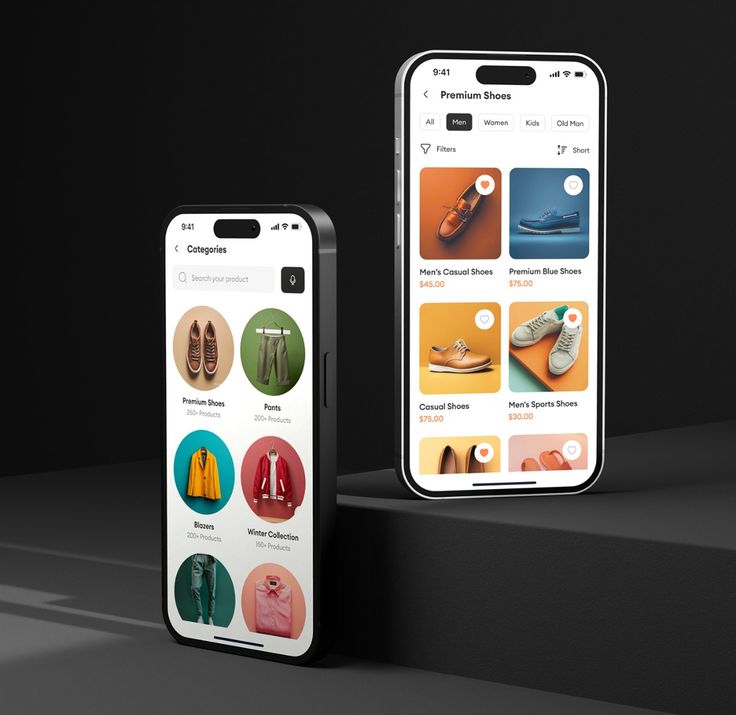 9:41
Categories
Search your product
Premium Shoes
250+ Products
Pants
200+ Products
Blazers
200+ Products
Winter Collection
160+ Products
9:41
Premium Shoes
All
Men
Women
Kids
Old Man
Filters
Short
Men's Casual Shoes
$45.00
Premium Blue Shoes
$75.00
Casual Shoes
$75.00
Men's Sports Shoes
$30.00